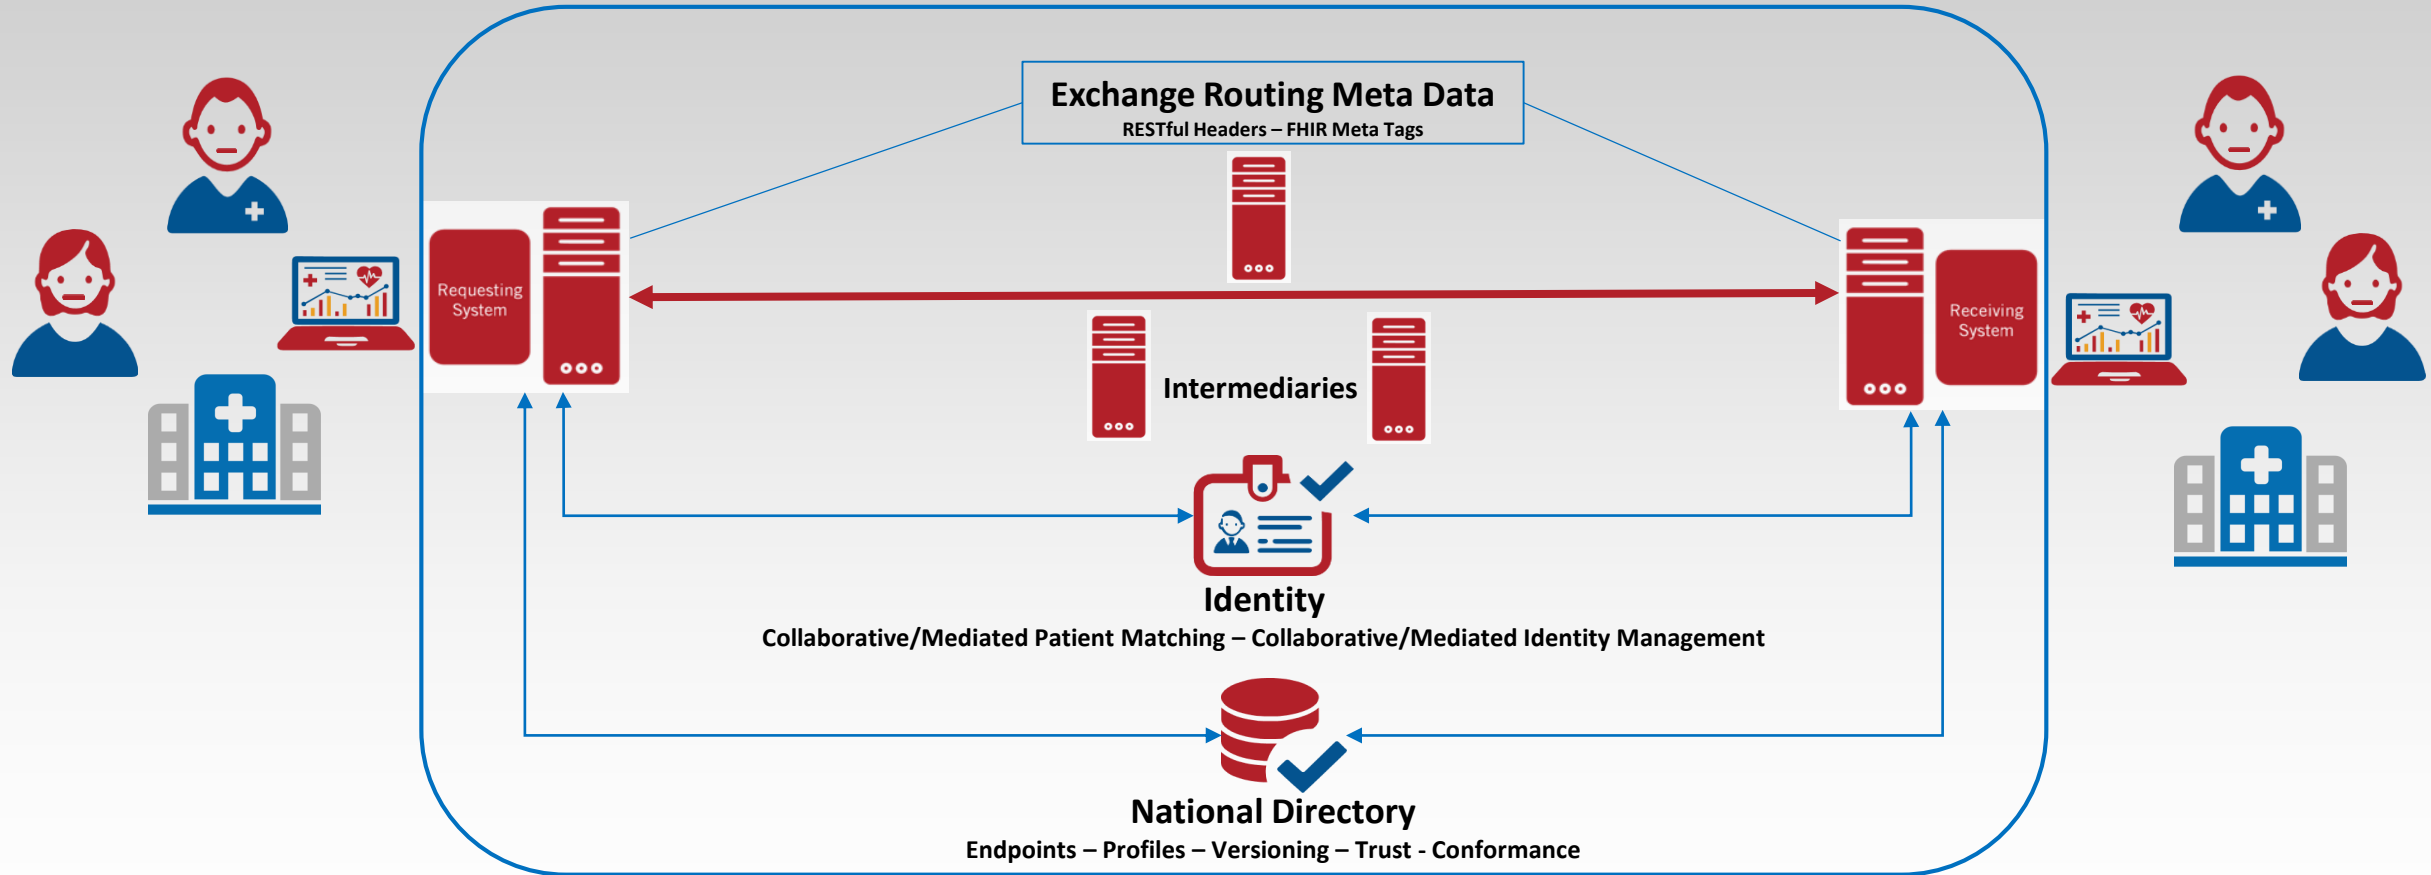 Exchange Routing Meta Data
RESTful Headers – FHIR Meta Tags
Requesting
System
Receiving
System
Intermediaries
Identity
Collaborative/Mediated Patient Matching – Collaborative/Mediated Identity Management
National Directory
Endpoints – Profiles – Versioning – Trust - Conformance